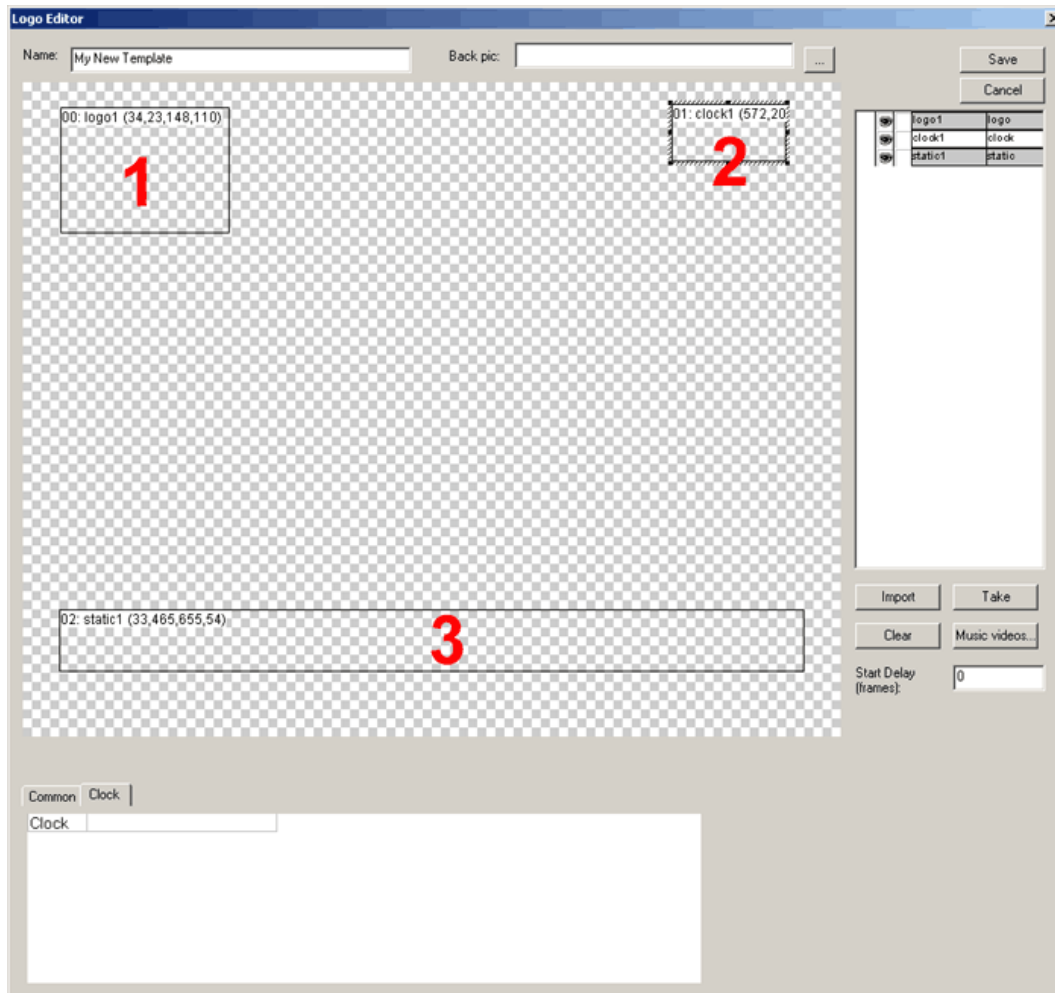 Logo Editor
Name: My New Template Back pic: ... Save
Cancel
00: logo1 (34,23,148,110) 01: clock1 (572,20
logo1 logo
clock1 clock
static1 static
1 2
02: static1 (33,465,655,54)
3
Import Take
Clear Music videos...
Start Delay (frames): 0
Common Clock
Clock